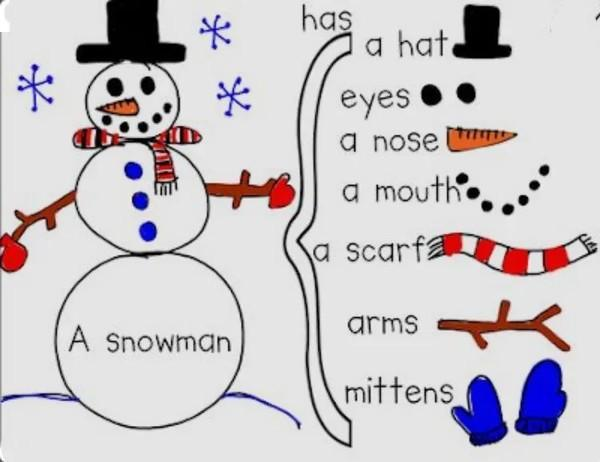 has
a hat
eyes
a nose
a mouth
a scarf
arms
mittens
A snowman